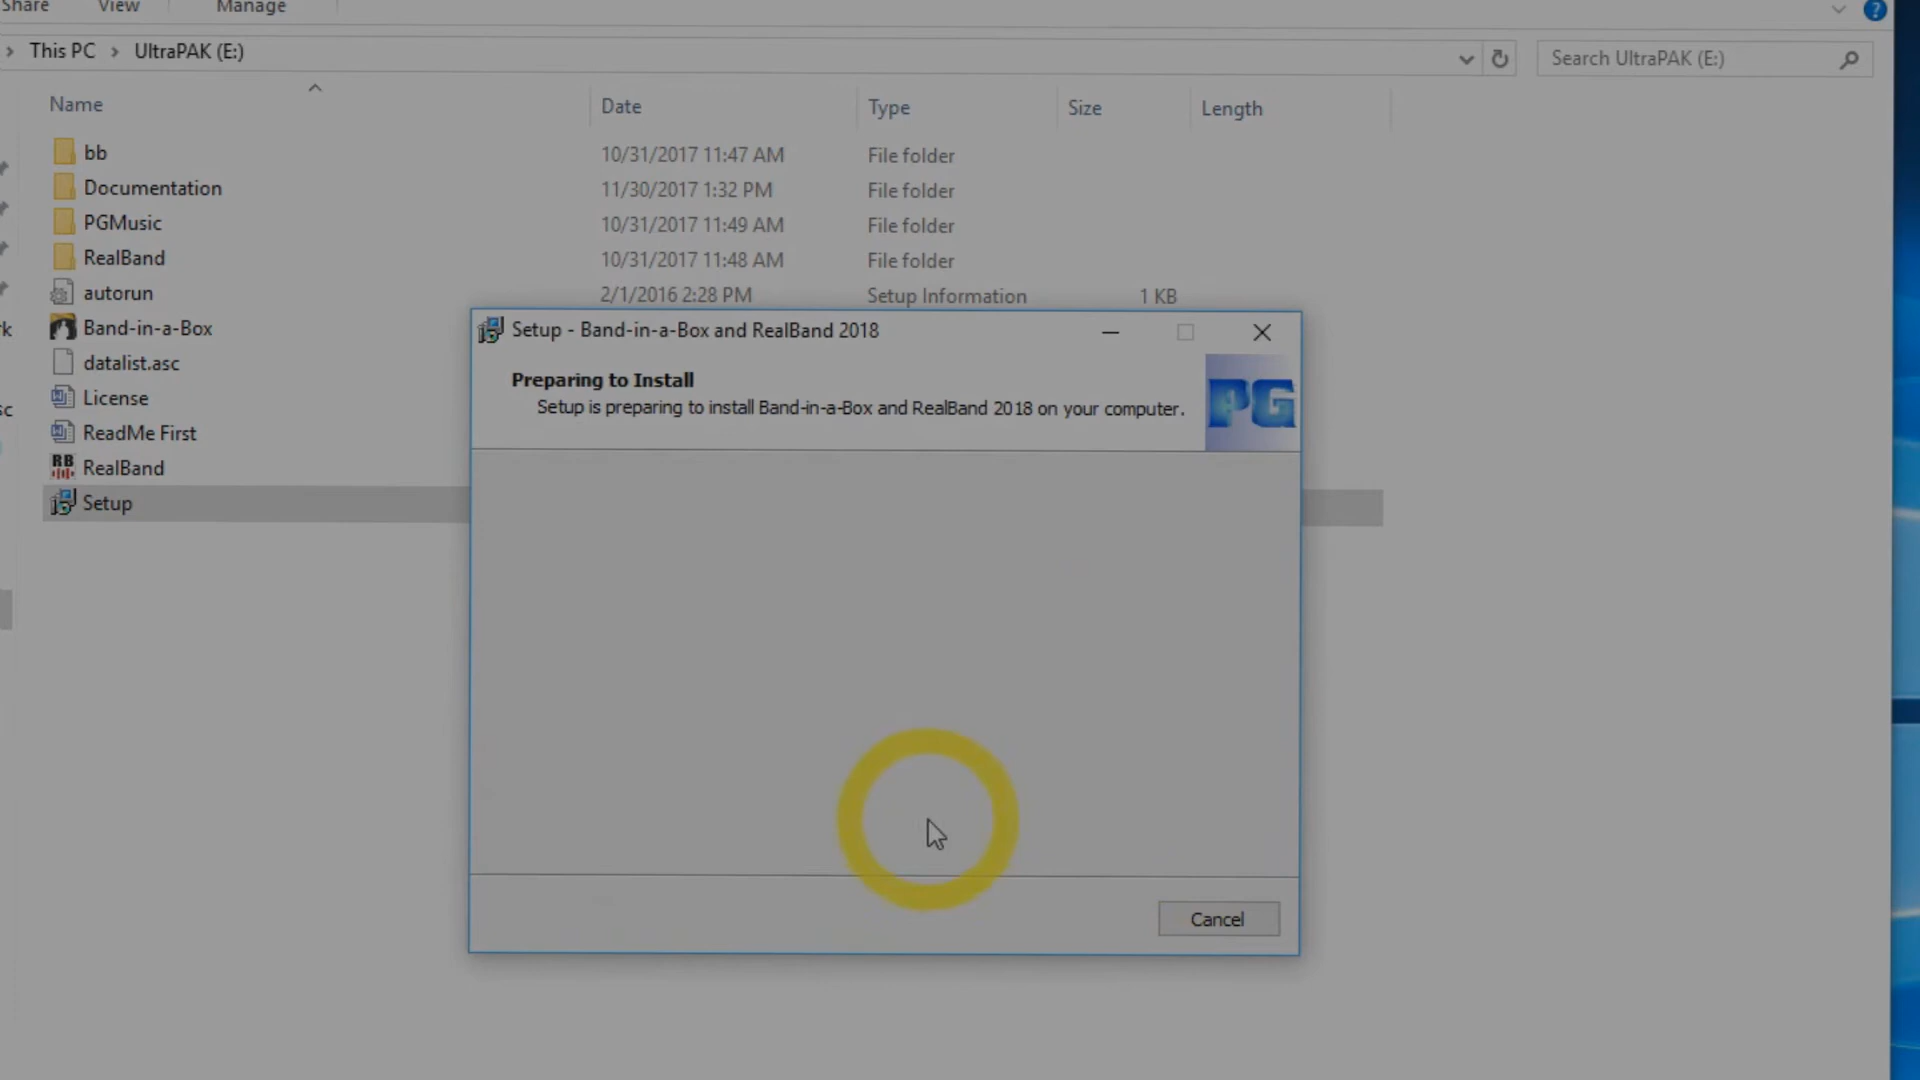 Share View Manage
This PC > UltraPAK (E:)
Search UltraPAK (E:)
Name Date Type Size Length
bb 10/31/2017 11:47 AM File folder
Documentation 11/30/2017 1:32 PM File folder
PGMusic 10/31/2017 11:49 AM File folder
RealBand 10/31/2017 11:48 AM File folder
autorun 2/1/2016 2:28 PM Setup Information 1 KB
Band-in-a-Box
datalist.asc
License
ReadMe First
RealBand
Setup
Setup - Band-in-a-Box and RealBand 2018
Preparing to Install
Setup is preparing to install Band-in-a-Box and RealBand 2018 on your computer.
PG
Cancel